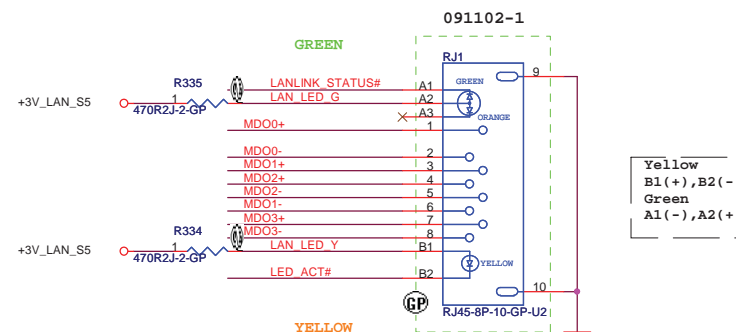 091102-1
GREEN
RJ1
9
R335
LANLINK_STATUS#
A1
GREEN
+3V_LAN_S5
1
LAN_LED_G
A2
470R2J-2-GP
A3
ORANGE
MDO0+
1
MDO0-
2
MDO1+
3
MDO2+
4
MDO2-
5
MDO1-
6
MDO3+
7
R334
MDO3-
8
+3V_LAN_S5
1
LAN_LED_Y
B1
470R2J-2-GP
YELLOW
LED_ACT#
B2
10
GP
RJ45-8P-10-GP-U2
YELLOW
Yellow
B1(+),B2(-
Green
A1(-),A2(+